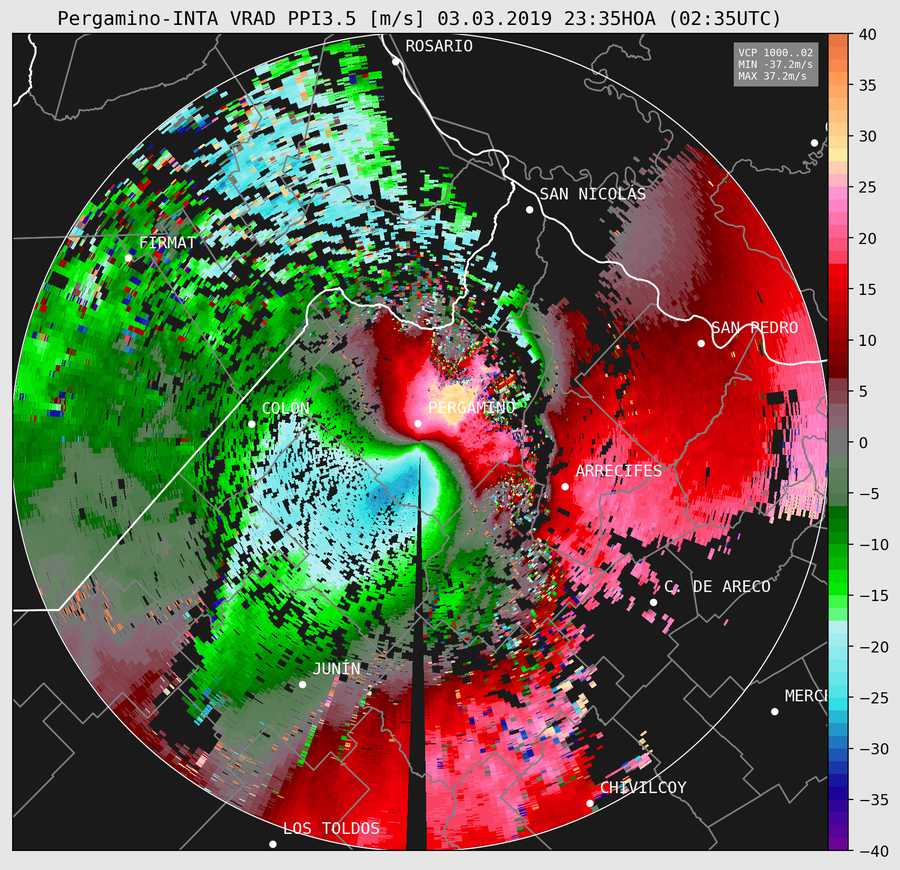 Pergamino-INTA VRAD PPI3.5 [m/s] 03.03.2019 23:35HOA (02:35UTC)
VCP 1000..02
MIN -37.2m/s
MAX 37.2m/s
ROSARIO
SAN NICOLAS
FIRMAT
SAN PEDRO
COLON
PERGAMINO
ARRECIFES
C. DE ARECO
JUNÍN
MERCE
CHIVILCOY
LOS TOLDOS
40
35
30
25
20
15
10
5
0
−5
−10
−15
−20
−25
−30
−35
−40